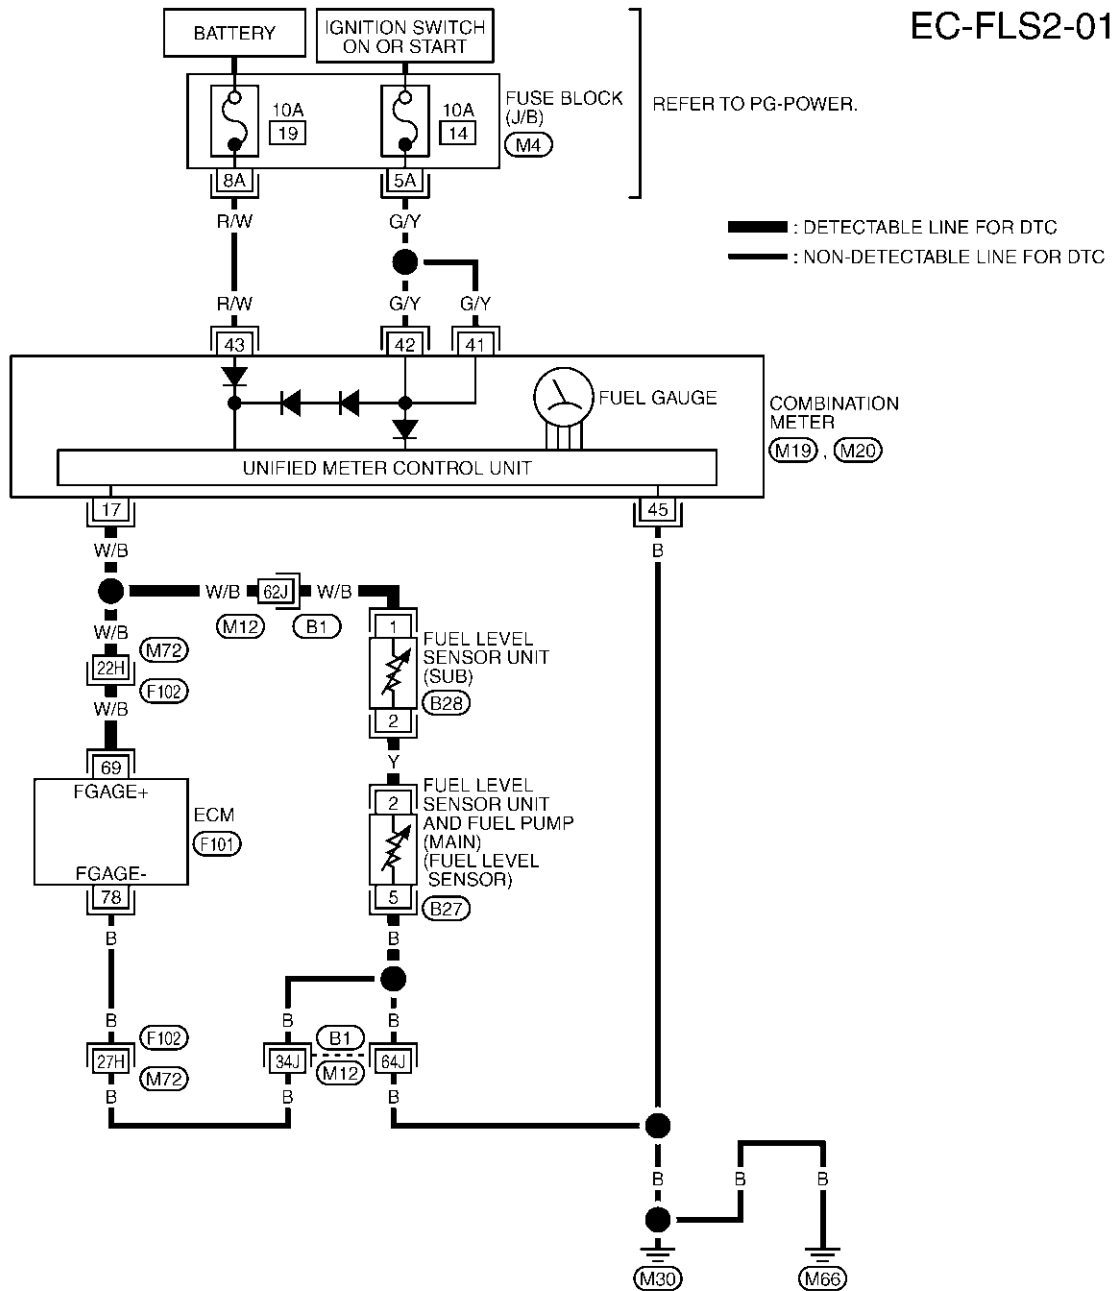 EC-FLS2-01
BATTERY
IGNITION SWITCH
ON OR START
10A
19
10A
14
FUSE BLOCK
(J/B)
M4
REFER TO PG-POWER.
8A
5A
R/W
G/Y
: DETECTABLE LINE FOR DTC
: NON-DETECTABLE LINE FOR DTC
R/W
G/Y
G/Y
43
42
41
FUEL GAUGE
COMBINATION
METER
M19 , M20
UNIFIED METER CONTROL UNIT
17
45
W/B
B
W/B
62J
W/B
M12
B1
W/B
M72
22H
F102
W/B
1
FUEL LEVEL
SENSOR UNIT
(SUB)
B28
2
Y
69
FGAGE+
ECM
F101
FGAGE-
78
2
FUEL LEVEL
SENSOR UNIT
AND FUEL PUMP
(MAIN)
(FUEL LEVEL
SENSOR)
5
B27
B
B
B
B
B
F102
27H
M72
34J
B1
M12
64J
B
B
B
B
B
B
M30
M66